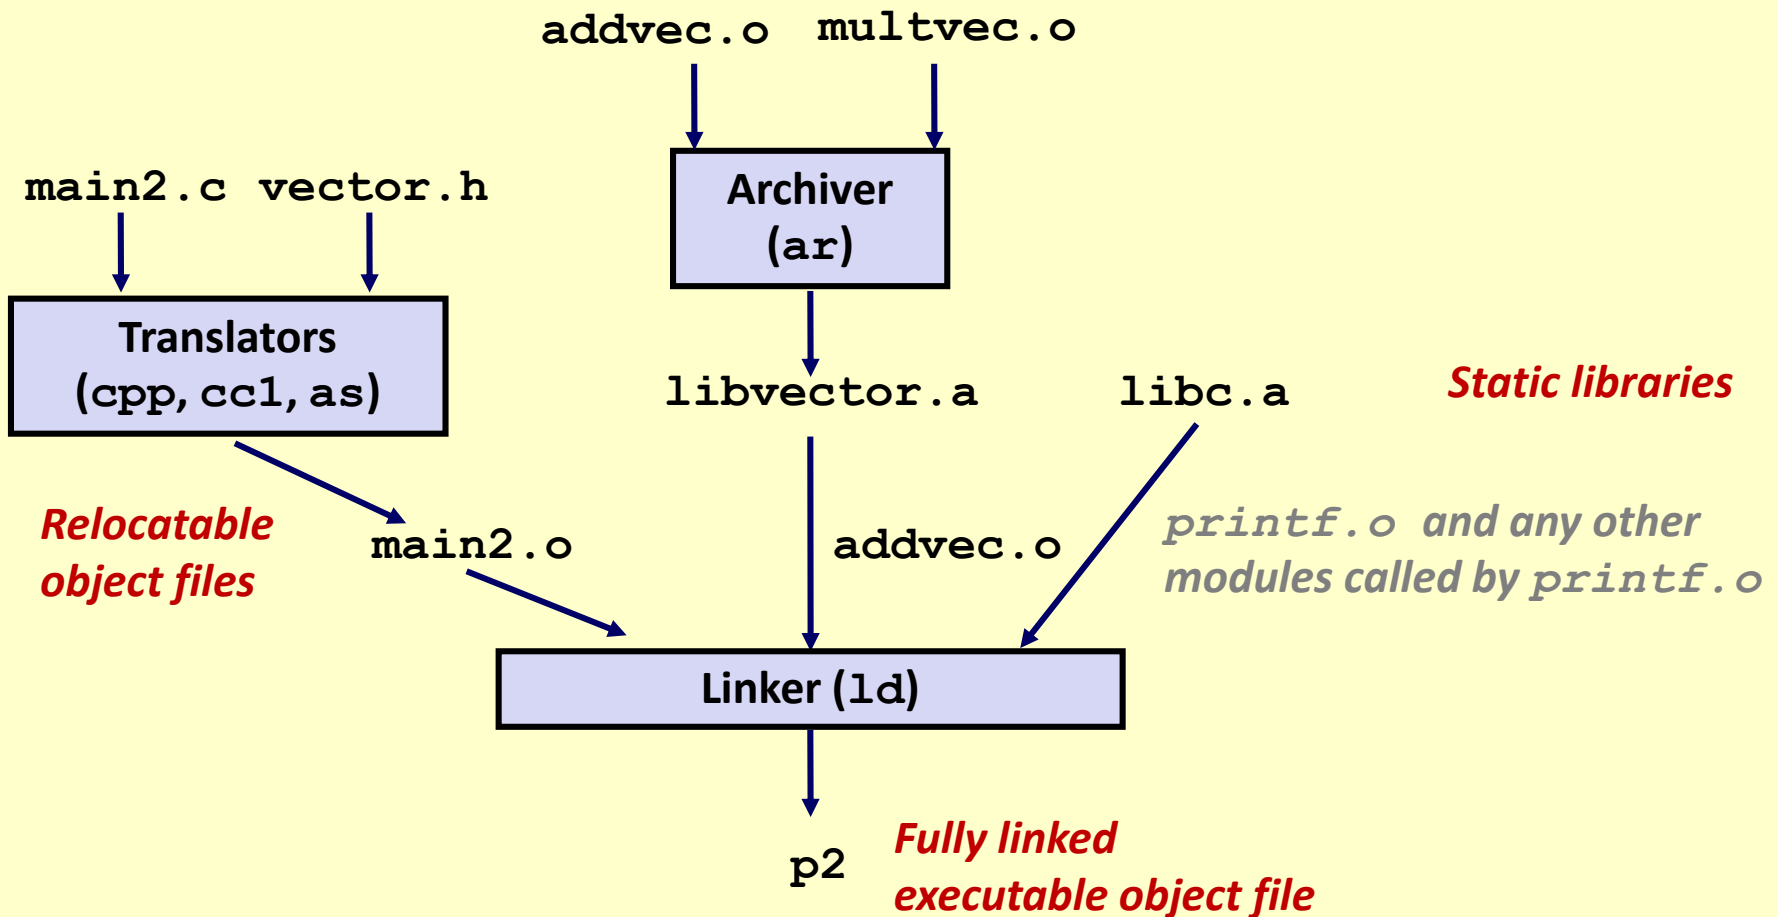 addvec.o multvec.o
main2.c vector.h
Archiver
(ar)
Translators
(cpp, cc1, as)
libvector.a
libc.a
Static libraries
Relocatable
object files
main2.o
addvec.o
printf.o and any other
modules called by printf.o
Linker (ld)
p2
Fully linked
executable object file